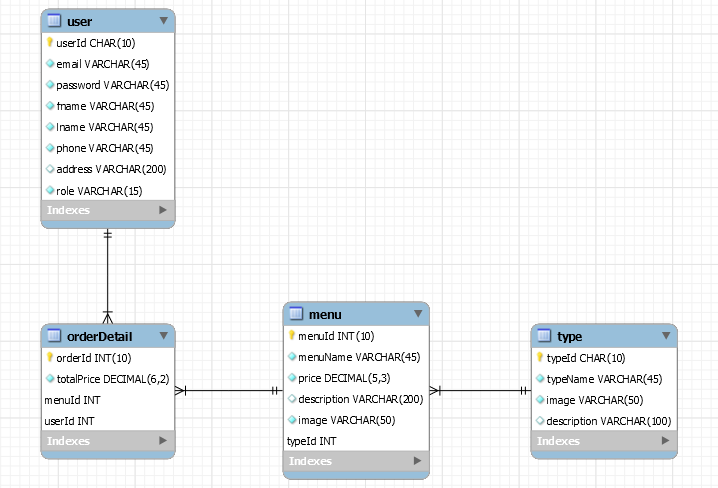 user
userId CHAR(10)
email VARCHAR(45)
password VARCHAR(45)
fname VARCHAR(45)
lname VARCHAR(45)
phone VARCHAR(45)
address VARCHAR(200)
role VARCHAR(15)
Indexes
orderDetail
orderId INT(10)
totalPrice DECIMAL(6,2)
menuId INT
userId INT
Indexes
menu
menuId INT(10)
menuName VARCHAR(45)
price DECIMAL(5,3)
description VARCHAR(200)
image VARCHAR(50)
typeId INT
Indexes
type
typeId CHAR(10)
typeName VARCHAR(45)
image VARCHAR(50)
description VARCHAR(100)
Indexes